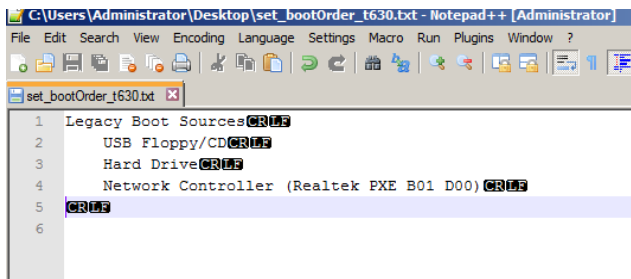 C:\Users\Administrator\Desktop\set_bootOrder_t630.txt - Notepad++ [Administrator]
File Edit Search View Encoding Language Settings Macro Run Plugins Window ?
set_bootOrder_t630.txt
1 Legacy Boot SourcesCRLF
2 USB Floppy/CDCRLF
3 Hard DriveCRLF
4 Network Controller (Realtek PXE B01 D00)CRLF
5 CRLF
6